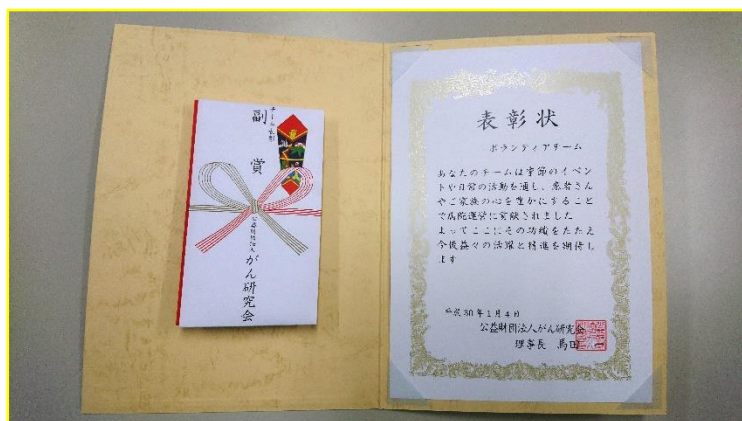 チーム表彰
副賞
公益財団法人 がん研究会
表彰状
ボランティアチーム
あなたのチームは季節のイベン
トや日常の活動を通し、患者さん
やご家族の心を豊かにすること
で病院運営に貢献されました
よってここにその功績をたたえ
今後益々の活躍と精進を期待し
ます
平成30年1月4日
公益財団法人がん研究会
理事長 馬田 一